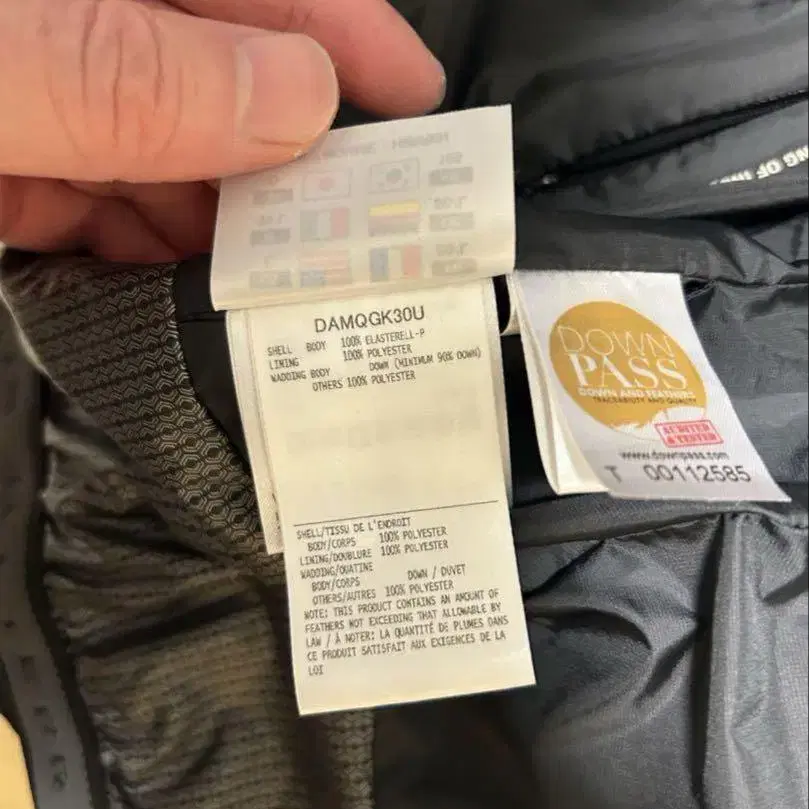 DAMQGK30U
SHELL BODY 100% ELASTERELL-P
LINING 100% POLYESTER
WADDING BODY DOWN (MINIMUM 90% DOWN)
OTHERS 100% POLYESTER
SHELL/TISSU DE L'ENDROIT
BODY/CORPS 100% POLYESTER
LINING/DOUBLURE 100% POLYESTER
WADDING/OUATINE
BODY/CORPS DOWN / DUVET
OTHERS/AUTRES 100% POLYESTER
NOTE: THIS PRODUCT CONTAINS AN AMOUNT OF
FEATHERS NOT EXCEEDING THAT ALLOWABLE BY
LAW / À NOTER: LA QUANTITÉ DE PLUMES DANS
CE PRODUIT SATISFAIT AUX EXIGENCES DE LA
LOI
DOWN
PASS
DOWN AND FEATHERS
TRACEABILITY AND QUALITY
AUDITED
& TESTED
www.downpass.com
T 00112585
OF